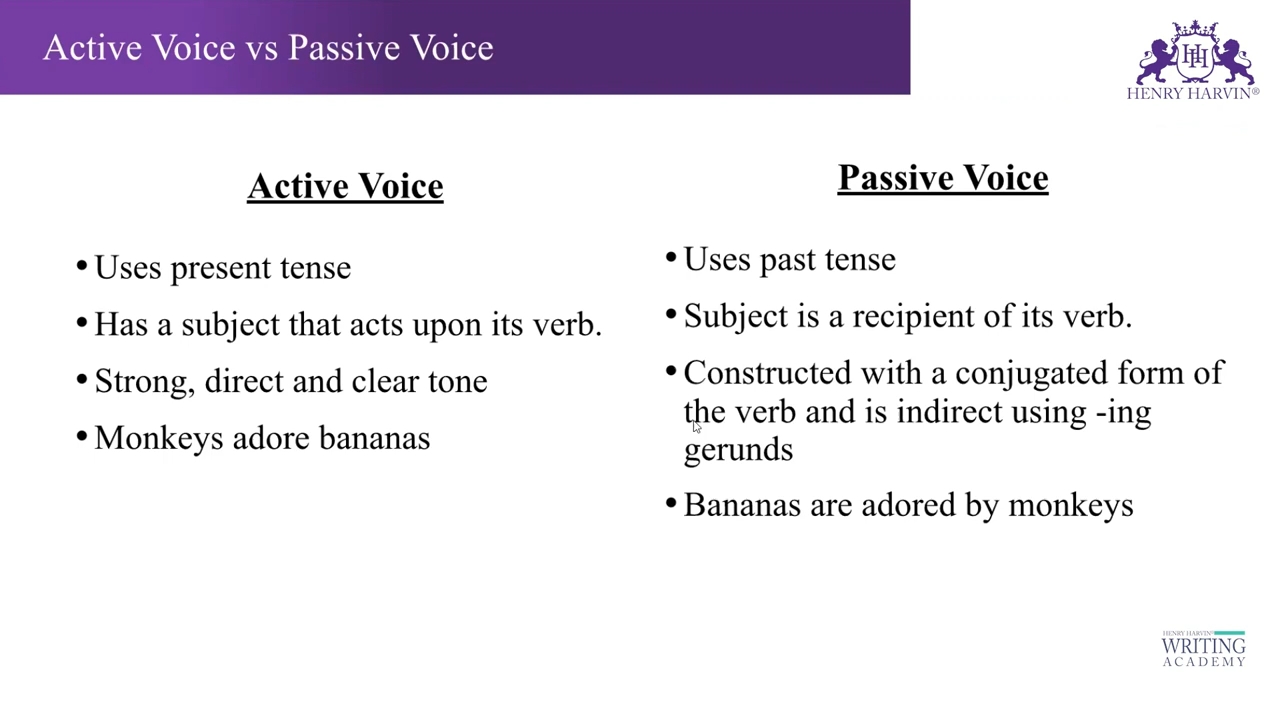 Active Voice vs Passive Voice
HENRY HARVIN®
Active Voice
• Uses present tense
• Has a subject that acts upon its verb.
• Strong, direct and clear tone
• Monkeys adore bananas
Passive Voice
• Uses past tense
• Subject is a recipient of its verb.
• Constructed with a conjugated form of
the verb and is indirect using -ing
gerunds
• Bananas are adored by monkeys
HENRY HARVIN®
WRITING
ACADEMY